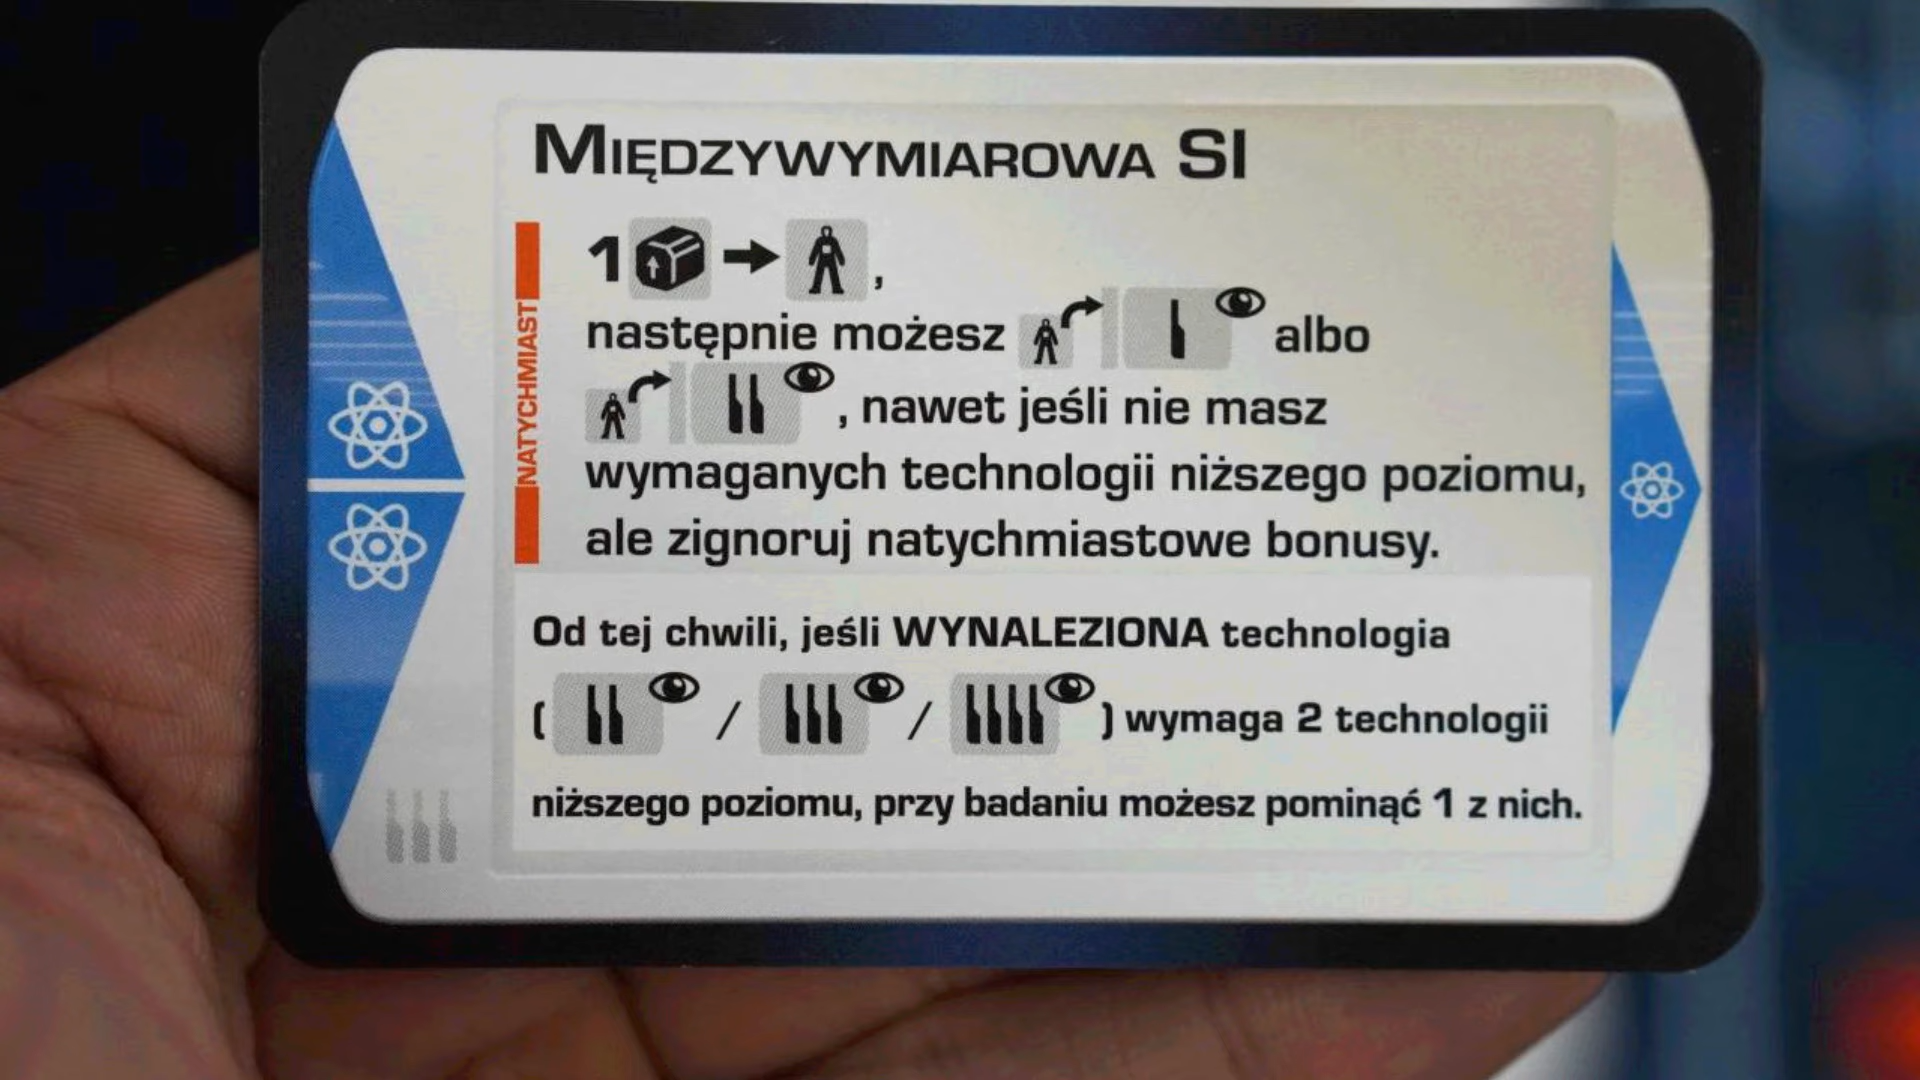 MIĘDZYWYMIAROWA SI
NATYCHMIAST
1 → ,
następnie możesz albo
, nawet jeśli nie masz
wymaganych technologii niższego poziomu,
ale zignoruj natychmiastowe bonusy.
Od tej chwili, jeśli WYNALEZIONA technologia
( / / ) wymaga 2 technologii
niższego poziomu, przy badaniu możesz pominąć 1 z nich.